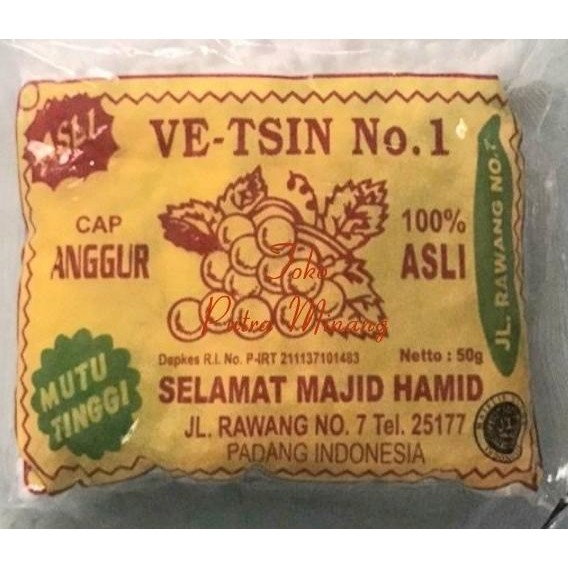 ASLI
VE-TSIN No.1
CAP
ANGGUR
100%
ASLI
JL. RAWANG NO.7
Toko
Putra Minang
MUTU
TINGGI
Depkes R.I. No. P-IRT 211137101483
Netto : 50g
SELAMAT MAJID HAMID
JL. RAWANG NO. 7 Tel. 25177
PADANG INDONESIA